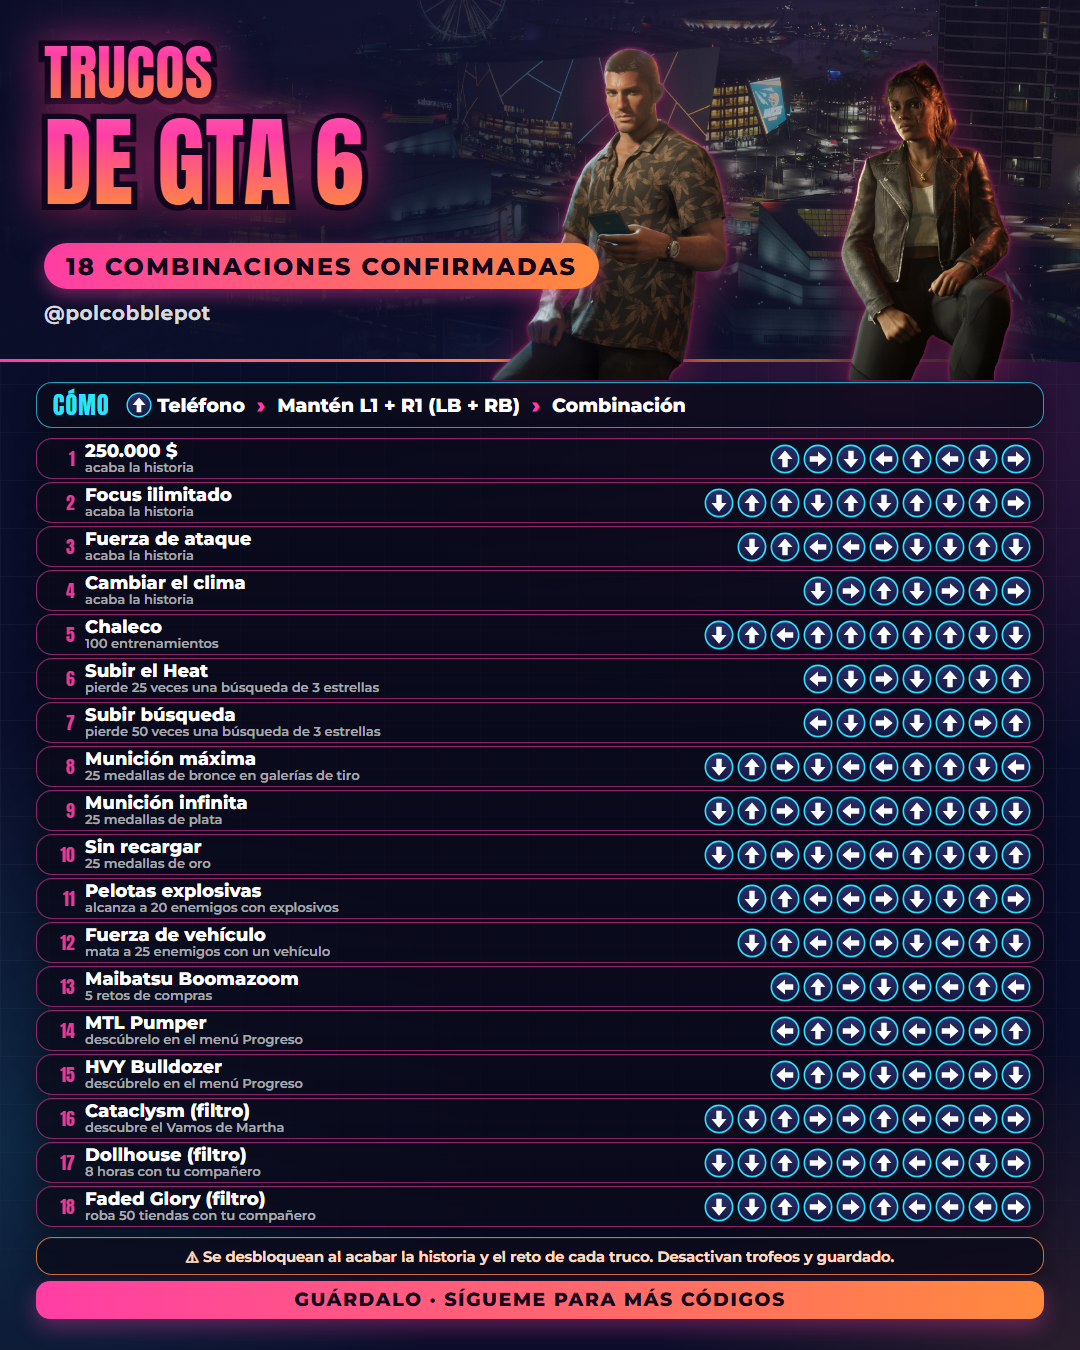 TRUCOS
DE GTA 6
18 COMBINACIONES CONFIRMADAS
@polcobblepot
CÓMO ⬆ Teléfono › Mantén L1 + R1 (LB + RB) › Combinación
1 250.000 $ ⬆➡⬇⬅⬆⬅⬇➡
acaba la historia
2 Focus ilimitado ⬇⬆⬆⬇⬆⬇⬆⬇⬆➡
acaba la historia
3 Fuerza de ataque ⬇⬆⬅⬅➡⬇⬇⬆⬇
acaba la historia
4 Cambiar el clima ⬇➡⬆⬇➡⬆➡
acaba la historia
5 Chaleco ⬇⬆⬅⬆⬆⬆⬆⬆⬇⬇
100 entrenamientos
6 Subir el Heat ⬅⬇➡⬇⬆⬇⬆
pierde 25 veces una búsqueda de 3 estrellas
7 Subir búsqueda ⬅⬇➡⬇⬆➡⬆
pierde 50 veces una búsqueda de 3 estrellas
8 Munición máxima ⬇⬆➡⬇⬅⬅⬆⬆⬇⬅
25 medallas de bronce en galerías de tiro
9 Munición infinita ⬇⬆➡⬇⬅⬅⬆⬇⬇⬇
25 medallas de plata
10 Sin recargar ⬇⬆➡⬇⬅⬅⬆⬇⬇⬆
25 medallas de oro
11 Pelotas explosivas ⬇⬆⬅⬅➡⬇⬇⬆➡
alcanza a 20 enemigos con explosivos
12 Fuerza de vehículo ⬇⬆⬅⬅➡⬇⬅⬆⬇
mata a 25 enemigos con un vehículo
13 Maibatsu Boomazoom ⬅⬆➡⬇⬅⬅⬆⬅
5 retos de compras
14 MTL Pumper ⬅⬆➡⬇⬅➡➡⬆
descúbrelo en el menú Progreso
15 HVY Bulldozer ⬅⬆➡⬇⬅➡➡⬇
descúbrelo en el menú Progreso
16 Cataclysm (filtro) ⬇⬇⬆➡➡⬆⬅⬅➡➡
descubre el Vamos de Martha
17 Dollhouse (filtro) ⬇⬇⬆➡➡⬆⬅⬅⬇➡
8 horas con tu compañero
18 Faded Glory (filtro) ⬇⬇⬆➡➡⬆⬅⬅⬅➡
roba 50 tiendas con tu compañero
⚠ Se desbloquean al acabar la historia y el reto de cada truco. Desactivan trofeos y guardado.
GUÁRDALO · SÍGUEME PARA MÁS CÓDIGOS